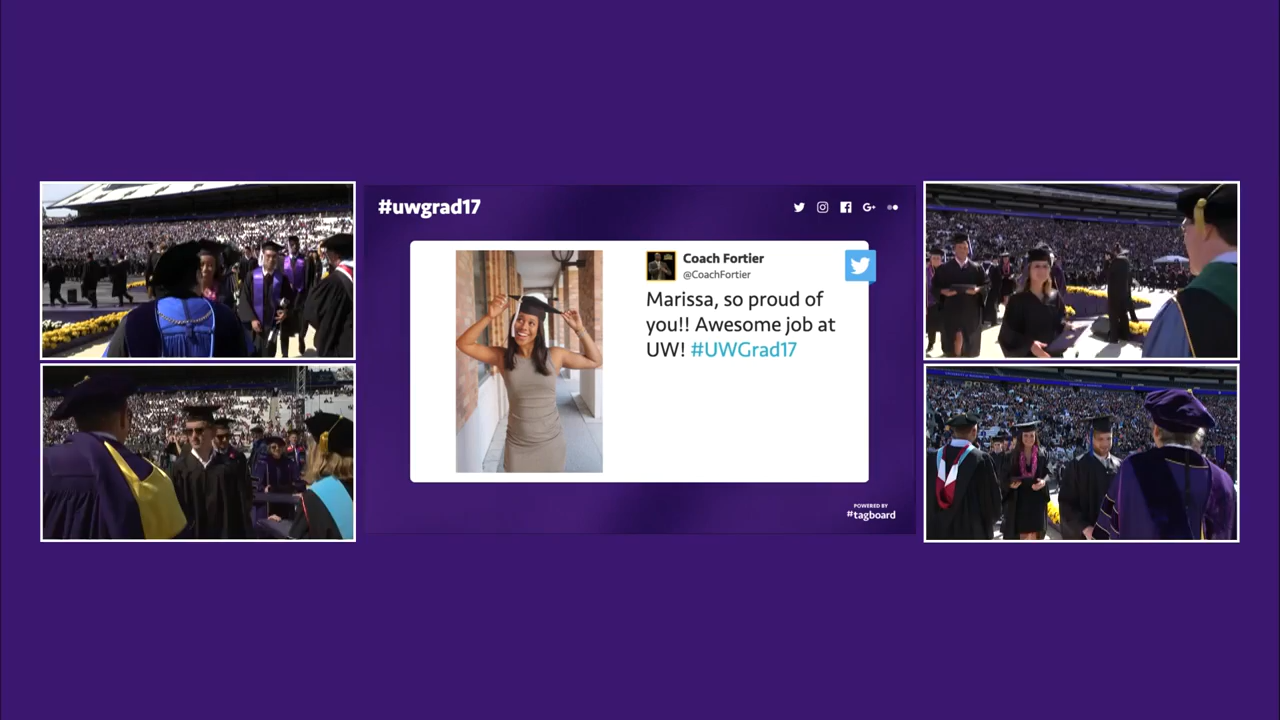 #uwgrad17
Coach Fortier
@CoachFortier
Marissa, so proud of
you!! Awesome job at
UW! #UWGrad17
POWERED BY
#tagboard